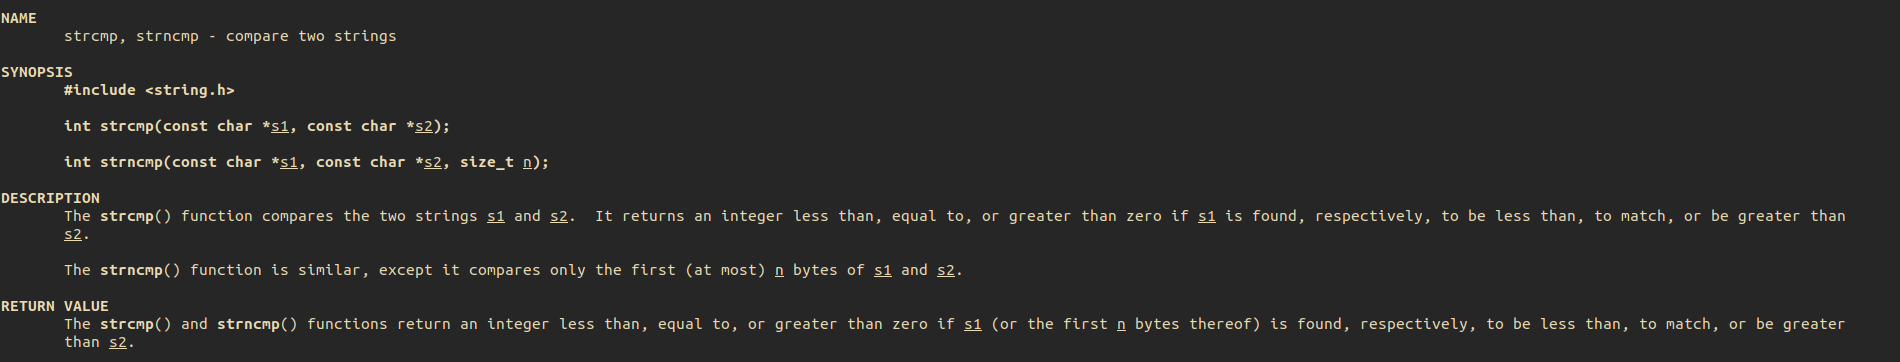 NAME
strcmp, strncmp - compare two strings
SYNOPSIS
#include <string.h>
int strcmp(const char *s1, const char *s2);
int strncmp(const char *s1, const char *s2, size_t n);
DESCRIPTION
The strcmp() function compares the two strings s1 and s2.  It returns an integer less than, equal to, or greater than zero if s1 is found, respectively, to be less than, to match, or be greater than
s2.
The strncmp() function is similar, except it compares only the first (at most) n bytes of s1 and s2.
RETURN VALUE
The strcmp() and strncmp() functions return an integer less than, equal to, or greater than zero if s1 (or the first n bytes thereof) is found, respectively, to be less than, to match, or be greater
than s2.